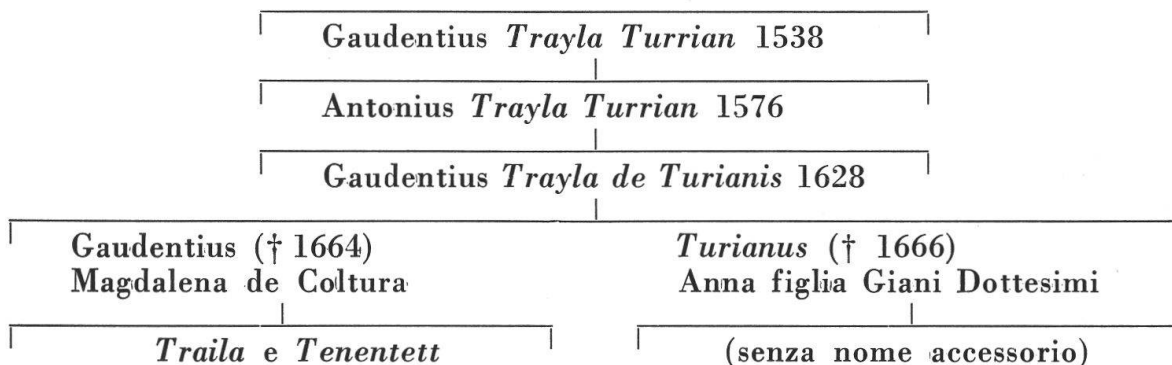 Gaudentius Trayla Turrian 1538
Antonius Trayla Turrian 1576
Gaudentius Trayla de Turianis 1628
Gaudentius († 1664)
Magdalena de Coltura
Turianus († 1666)
Anna figlia Giani Dottesimi
Traila e Tenentett
(senza nome accessorio)